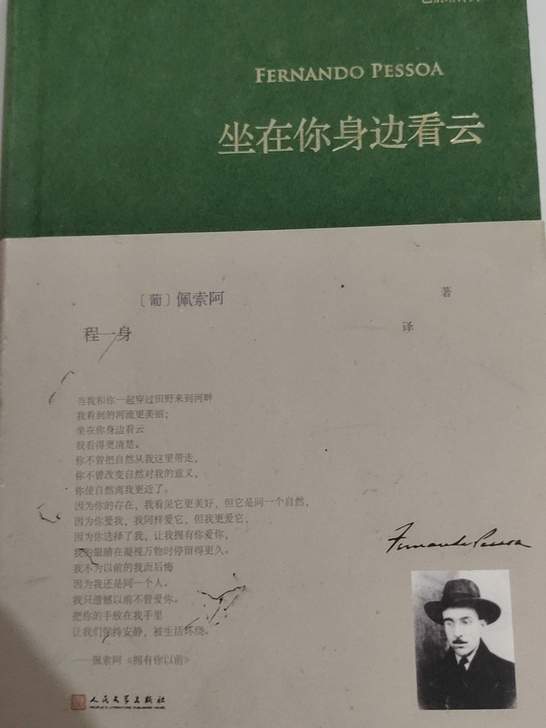 FERNANDO PESSOA
坐在你身边看云
〔葡〕佩索阿 著
程一身 译
当我和你一起穿过田野来到河畔
我看到的河流更美丽；
坐在你身边看云
我看得更清楚。
你不曾把自然从我这里带走，
你不曾改变自然对我的意义，
你使自然离我更近了。
因为你的存在，我看见它更美好，但它是同一个自然，
因为你爱我，我同样爱它，但我更爱它，
因为你选择了我，让我拥有你爱你，
我的眼睛在凝视万物时停留得更久。
我不为以前的我而后悔
因为我还是同一个人。
我只遗憾以前不曾爱你。
把你的手放在我手里
让我们保持安静，被生活环绕。
——佩索阿《拥有你以前》
Fernando Pessoa
人民文学出版社